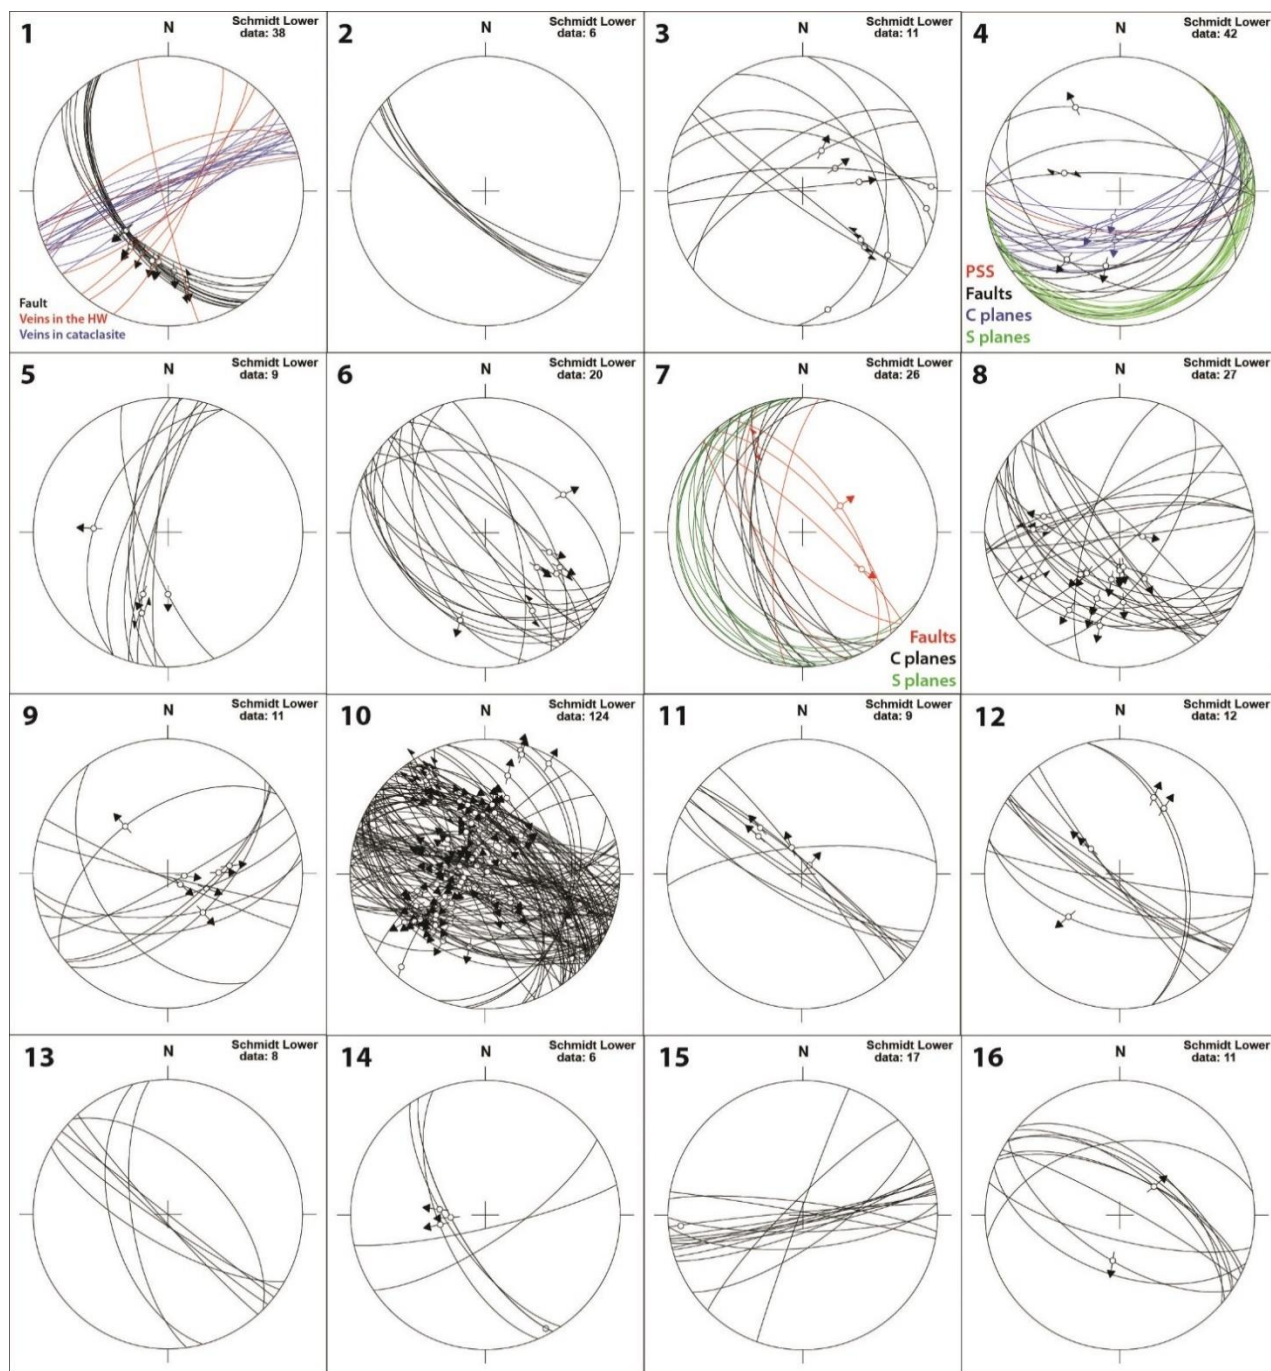 1
N
Schmidt Lower
data: 38
Fault
Veins in the HW
Veins in cataclasite
2
N
Schmidt Lower
data: 6
3
N
Schmidt Lower
data: 11
4
N
Schmidt Lower
data: 42
PSS
Faults
C planes
S planes
5
N
Schmidt Lower
data: 9
6
N
Schmidt Lower
data: 20
7
N
Schmidt Lower
data: 26
Faults
C planes
S planes
8
N
Schmidt Lower
data: 27
9
N
Schmidt Lower
data: 11
10
N
Schmidt Lower
data: 124
11
N
Schmidt Lower
data: 9
12
N
Schmidt Lower
data: 12
13
N
Schmidt Lower
data: 8
14
N
Schmidt Lower
data: 6
15
N
Schmidt Lower
data: 17
16
N
Schmidt Lower
data: 11